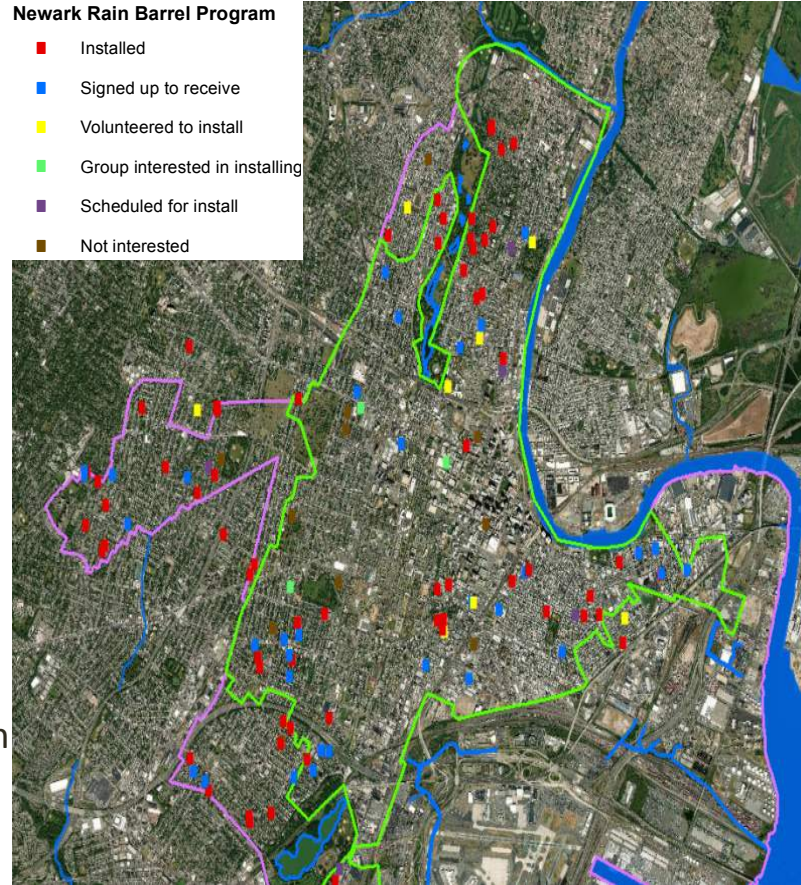 Newark Rain Barrel Program
Installed
Signed up to receive
Volunteered to install
Group interested in installing
Scheduled for install
Not interested
n